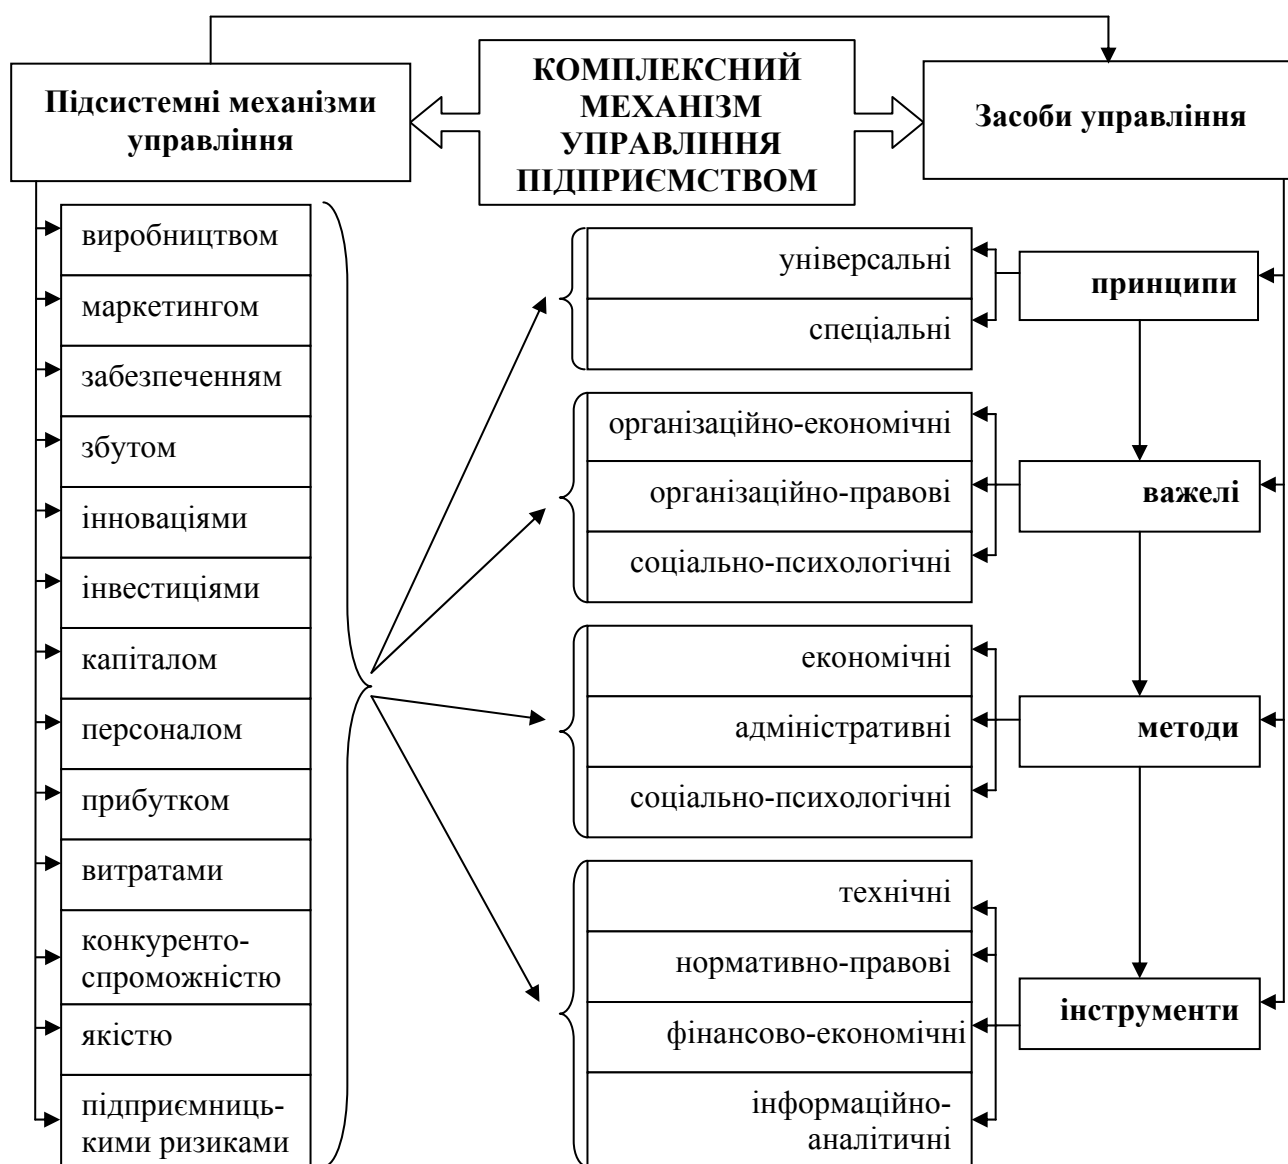 Підсистемні механізми
управління
КОМПЛЕКСНИЙ
МЕХАНІЗМ
УПРАВЛІННЯ
ПІДПРИЄМСТВОМ
Засоби управління
виробництвом
маркетингом
забезпеченням
збутом
інноваціями
інвестиціями
капіталом
персоналом
прибутком
витратами
конкуренто-
спроможністю
якістю
підприємниць-
кими ризиками
універсальні
спеціальні
принципи
організаційно-економічні
організаційно-правові
соціально-психологічні
важелі
економічні
адміністративні
соціально-психологічні
методи
технічні
нормативно-правові
фінансово-економічні
інформаційно-
аналітичні
інструменти